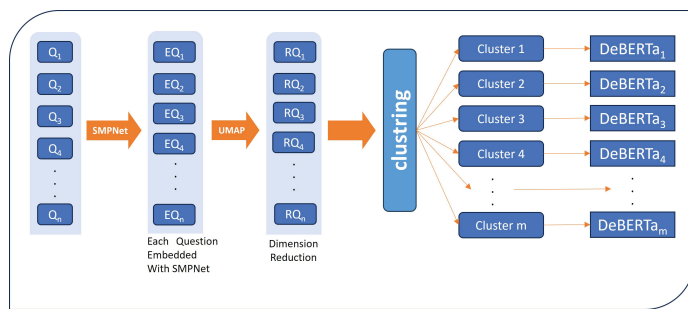 Q1
Q2
Q3
Q4
.
.
.
Qn
SMPNet
EQ1
EQ2
EQ3
EQ4
.
.
.
EQn
Each Question
Embedded
With SMPNet
UMAP
RQ1
RQ2
RQ3
RQ4
.
.
.
RQn
Dimension
Reduction
clustring
Cluster 1
Cluster 2
Cluster 3
Cluster 4
.
.
.
Cluster m
DeBERTa1
DeBERTa2
DeBERTa3
DeBERTa4
.
.
.
DeBERTam